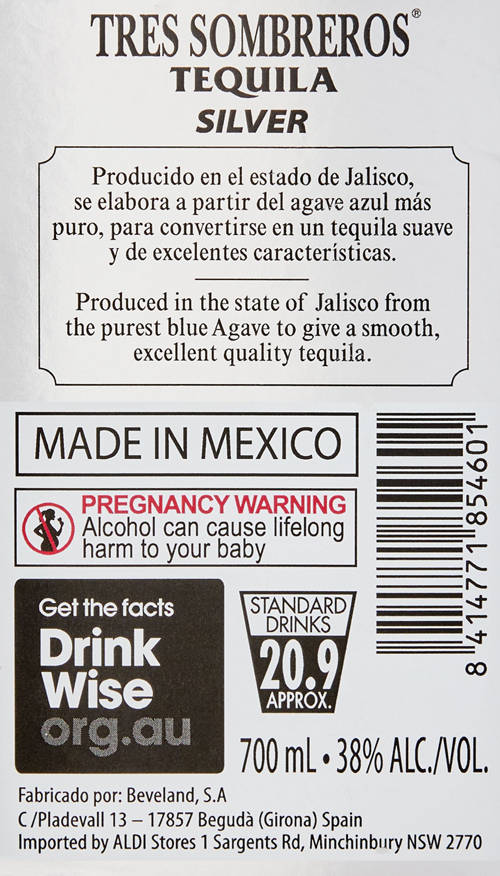 TRES SOMBREROS®
TEQUILA
SILVER
Producido en el estado de Jalisco,
se elabora a partir del agave azul más
puro, para convertirse en un tequila suave
y de excelentes características.
Produced in the state of Jalisco from
the purest blue Agave to give a smooth,
excellent quality tequila.
MADE IN MEXICO
PREGNANCY WARNING
Alcohol can cause lifelong
harm to your baby
8 414771 854601
Get the facts
Drink
Wise
org.au
STANDARD
DRINKS
20.9
APPROX.
700 mL • 38% ALC./VOL.
Fabricado por: Beveland, S.A
C/Pladevall 13 – 17857 Begudà (Girona) Spain
Imported by ALDI Stores 1 Sargents Rd, Minchinbury NSW 2770